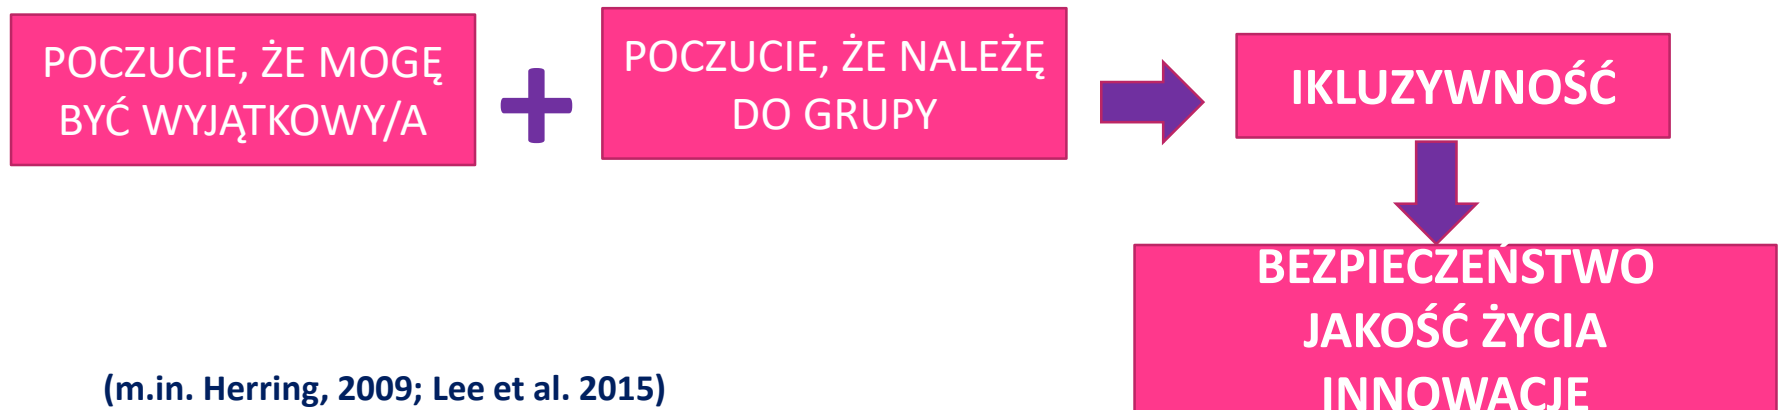 POCZUCIE, ŻE MOGĘ
BYĆ WYJĄTKOWY/A
+
POCZUCIE, ŻE NALEŻĘ
DO GRUPY
IKLUZYWNOŚĆ
BEZPIECZEŃSTWO
JAKOŚĆ ŻYCIA
INNOWACJE
(m.in. Herring, 2009; Lee et al. 2015)